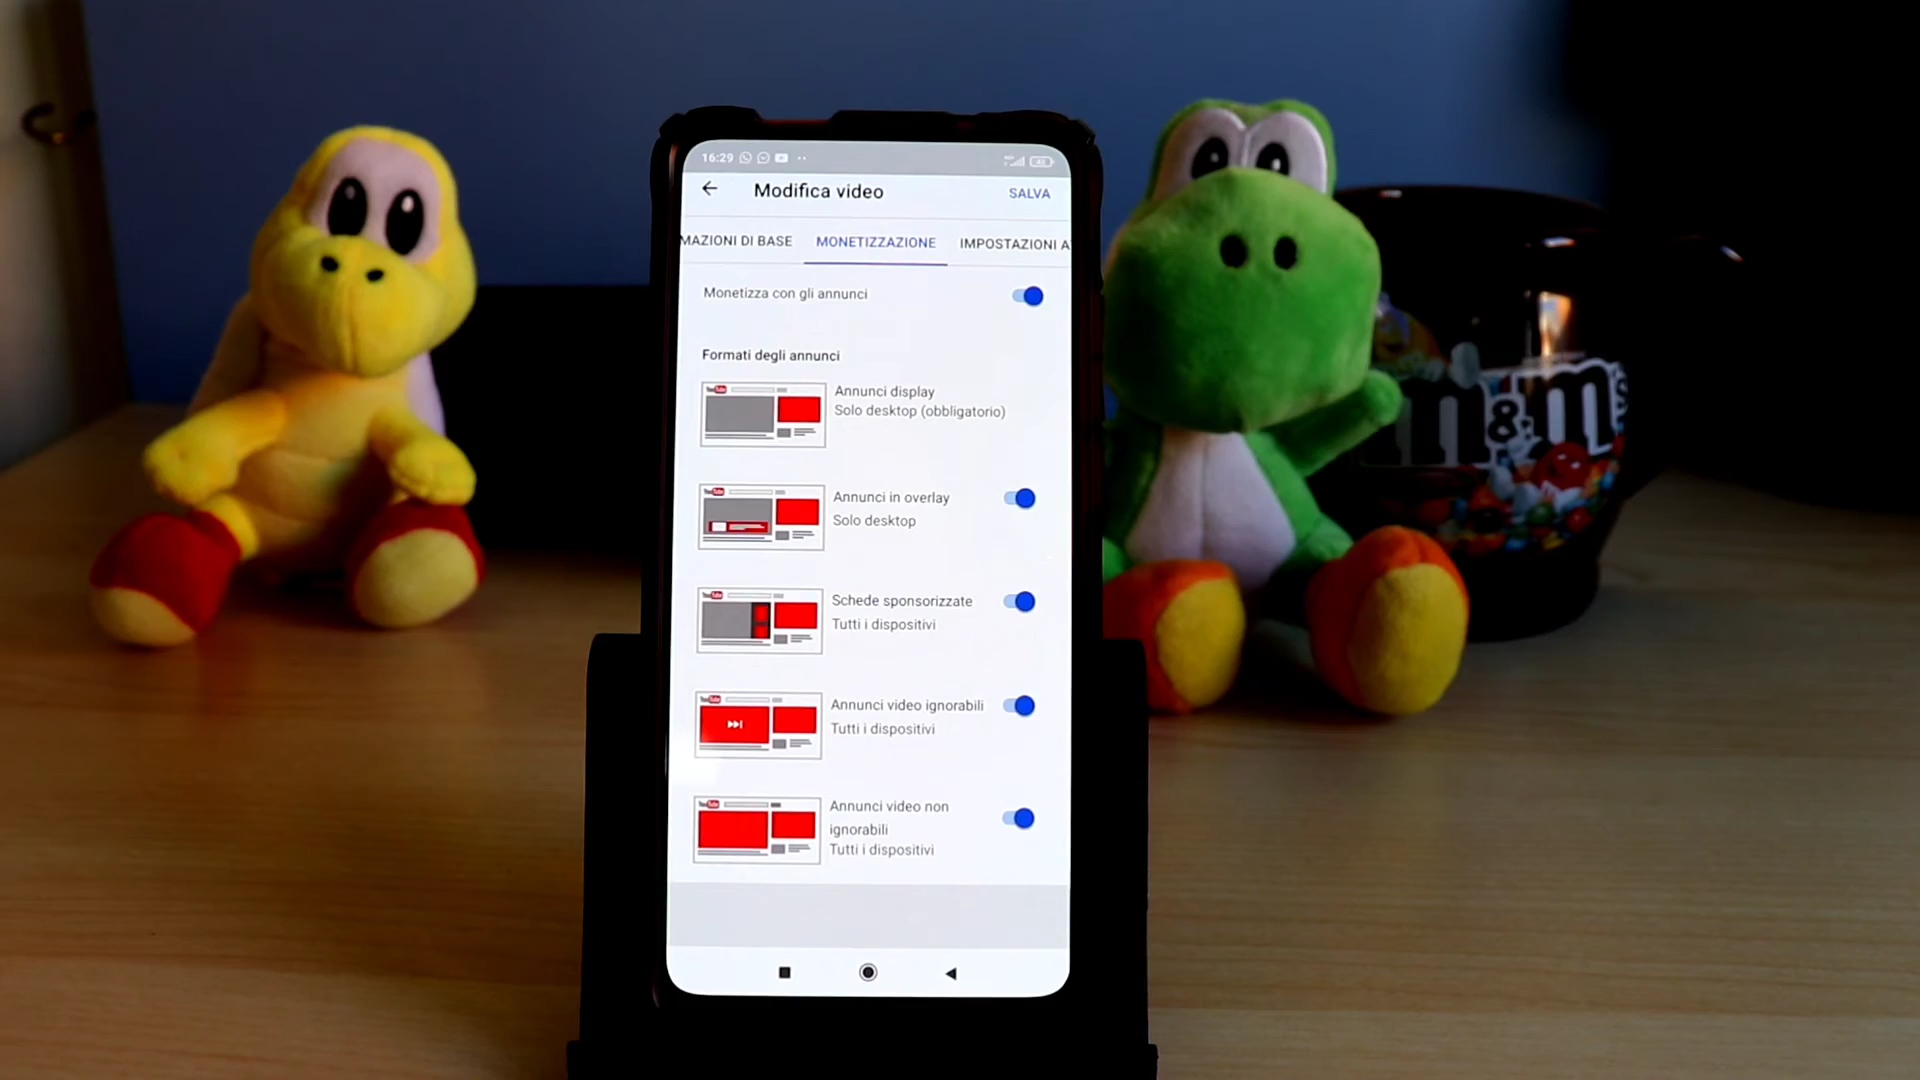 16:29
Modifica video
SALVA
MAZIONI DI BASE
MONETIZZAZIONE
IMPOSTAZIONI A
Monetizza con gli annunci
Formati degli annunci
Annunci display
Solo desktop (obbligatorio)
Annunci in overlay
Solo desktop
Schede sponsorizzate
Tutti i dispositivi
Annunci video ignorabili
Tutti i dispositivi
Annunci video non
ignorabili
Tutti i dispositivi
m&m's